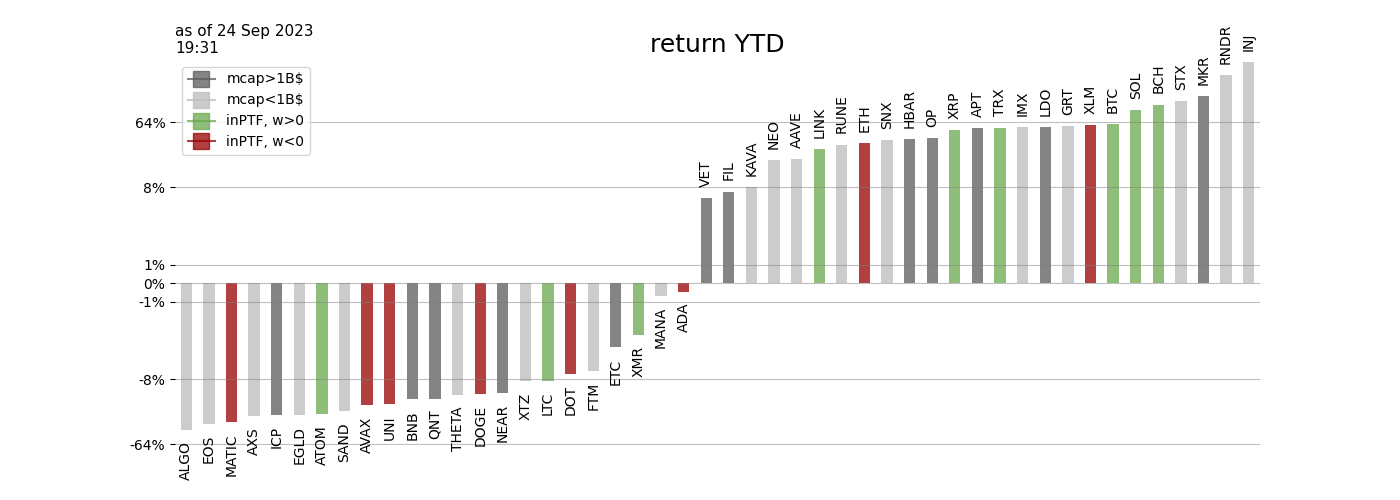 as of 24 Sep 2023
19:31
return YTD
mcap>1B$
mcap<1B$
inPTF, w>0
inPTF, w<0
64%
8%
1%
0%
-1%
-8%
-64%
ALGO
EOS
MATIC
AXS
ICP
EGLD
ATOM
SAND
AVAX
UNI
BNB
QNT
THETA
DOGE
NEAR
XTZ
LTC
DOT
FTM
ETC
XMR
MANA
ADA
VET
FIL
KAVA
NEO
AAVE
LINK
RUNE
ETH
SNX
HBAR
OP
XRP
APT
TRX
IMX
LDO
GRT
XLM
BTC
SOL
BCH
STX
MKR
RNDR
INJ